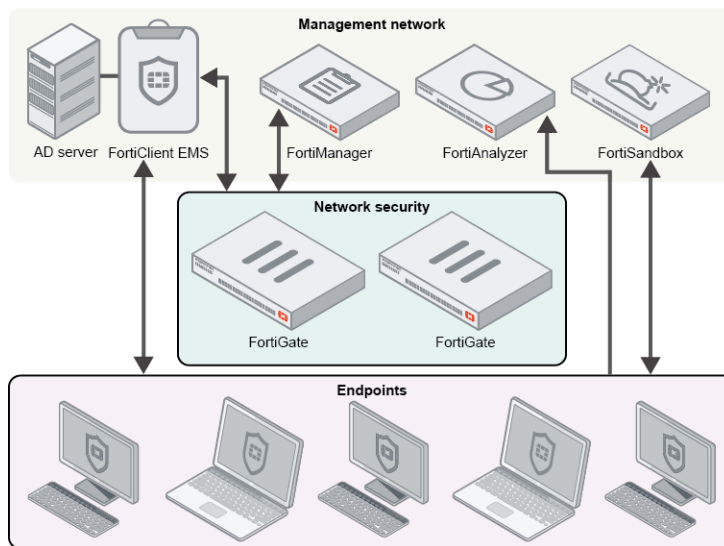 Management network
AD server
FortiClient EMS
FortiManager
FortiAnalyzer
FortiSandbox
Network security
FortiGate
FortiGate
Endpoints